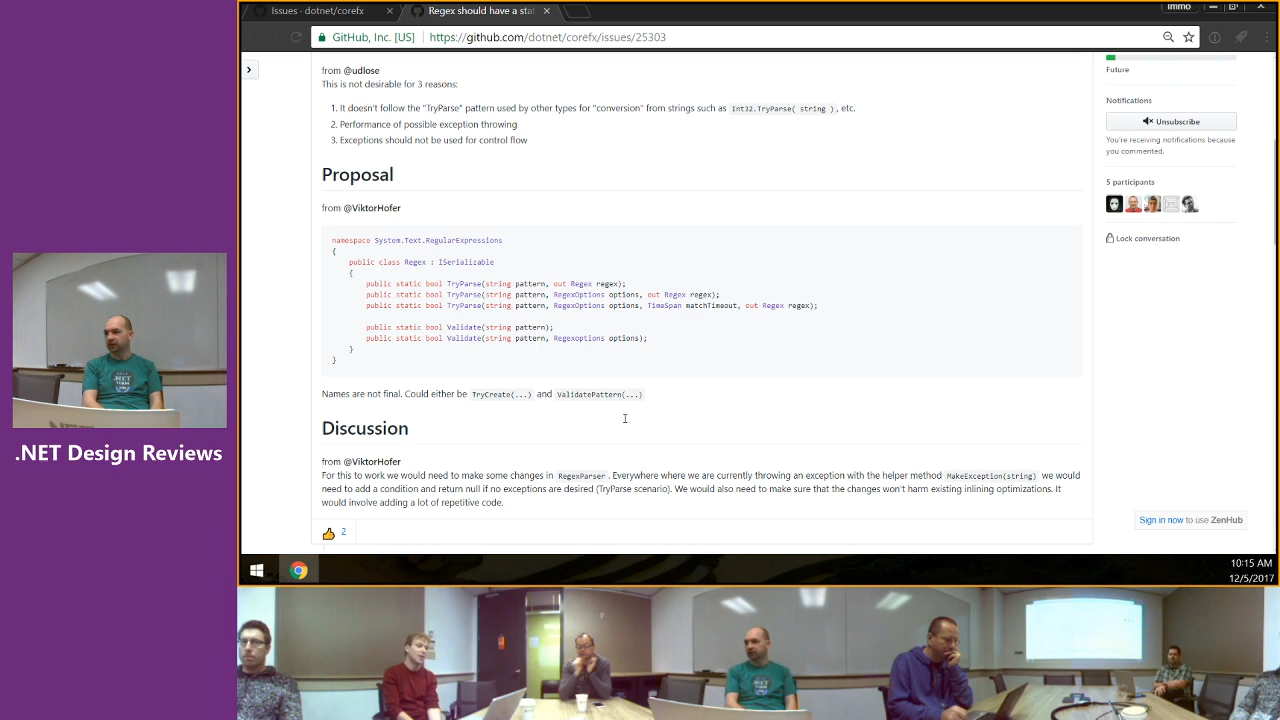 Issues · dotnet/corefx
Regex should have a stat
Immo
GitHub, Inc. [US]
https://github.com/dotnet/corefx/issues/25303
from @udlose
This is not desirable for 3 reasons:
1. It doesn't follow the "TryParse" pattern used by other types for "conversion" from strings such as Int32.TryParse( string ), etc.
2. Performance of possible exception throwing
3. Exceptions should not be used for control flow
Proposal
from @ViktorHofer
namespace System.Text.RegularExpressions
{
public class Regex : ISerializable
{
public static bool TryParse(string pattern, out Regex regex);
public static bool TryParse(string pattern, RegexOptions options, out Regex regex);
public static bool TryParse(string pattern, RegexOptions options, TimeSpan matchTimeout, out Regex regex);
public static bool Validate(string pattern);
public static bool Validate(string pattern, Regexoptions options);
}
}
Names are not final. Could either be TryCreate(...) and ValidatePattern(...)
Discussion
from @ViktorHofer
For this to work we would need to make some changes in RegexParser. Everywhere where we are currently throwing an exception with the helper method MakeException(string) we would
need to add a condition and return null if no exceptions are desired (TryParse scenario). We would also need to make sure that the changes won't harm existing inlining optimizations. It
would involve adding a lot of repetitive code.
2
Future
Notifications
Unsubscribe
You're receiving notifications because
you commented.
5 participants
Lock conversation
Sign in now to use ZenHub
10:15 AM
12/5/2017
.NET Design Reviews
.NET